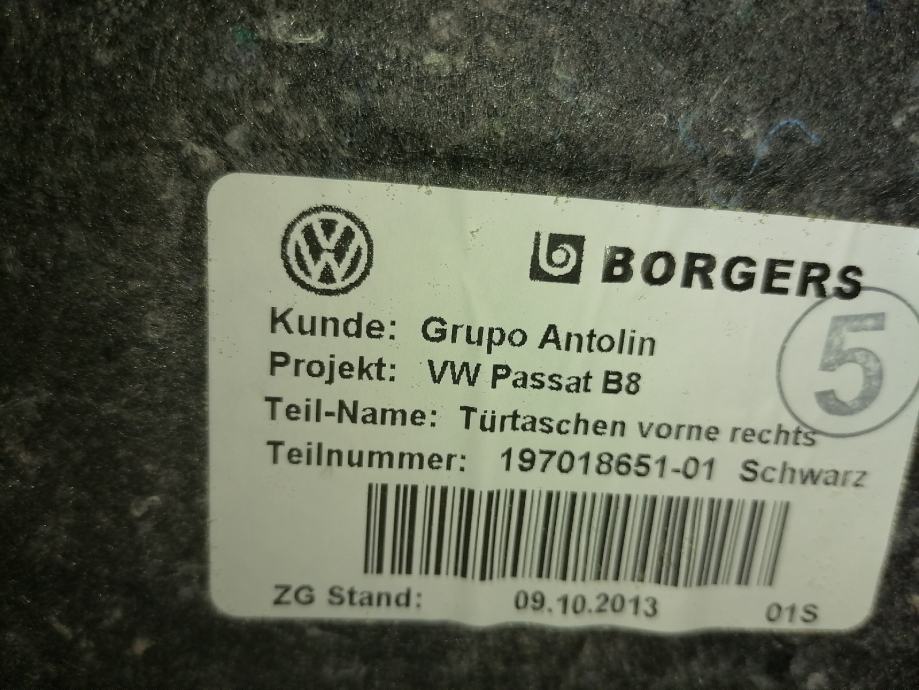 BORGERS
5
Kunde: Grupo Antolin
Projekt: VW Passat B8
Teil-Name: Türtaschen vorne rechts
Teilnummer: 197018651-01 Schwarz
ZG Stand: 09.10.2013 01S